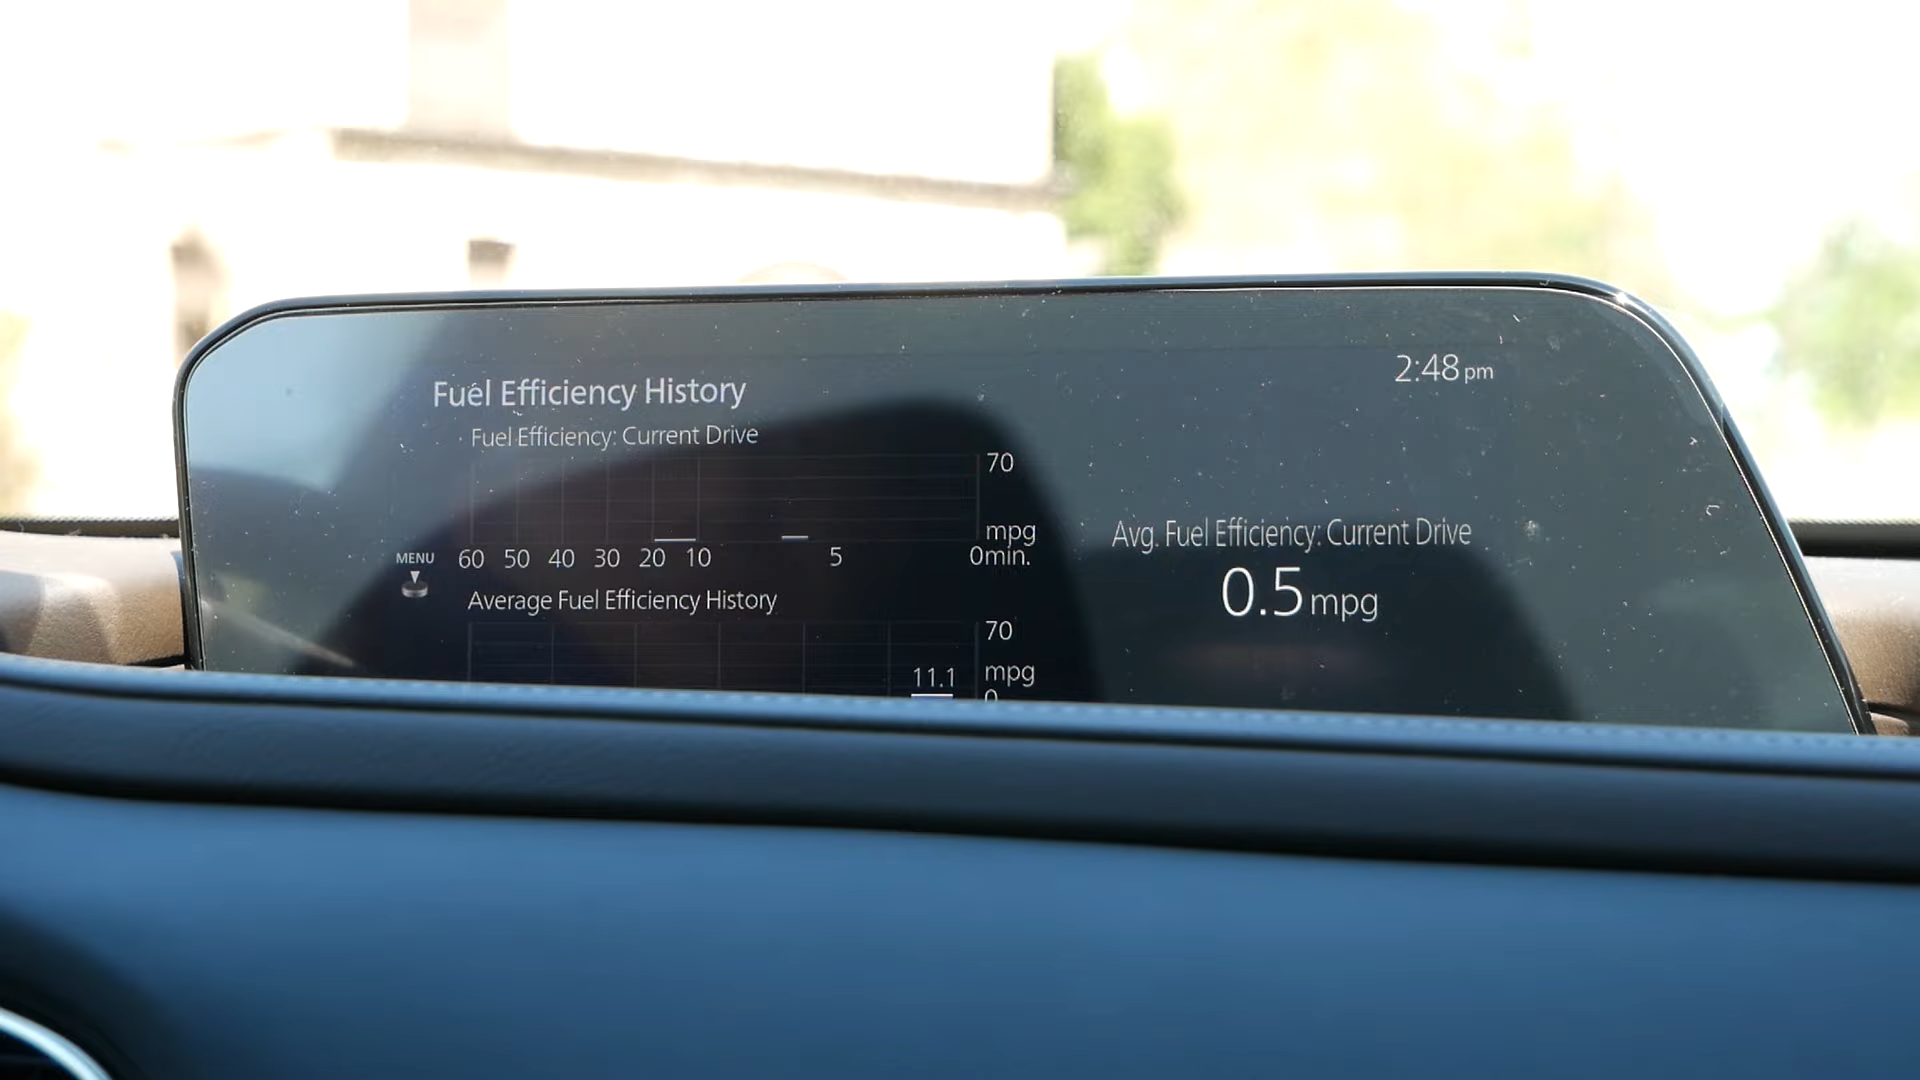 2:48 pm
Fuel Efficiency History
Fuel Efficiency: Current Drive
70
mpg
MENU
60 50 40 30 20 10 5 0min.
Average Fuel Efficiency History
70
11.1
mpg
0
Avg. Fuel Efficiency: Current Drive
0.5 mpg